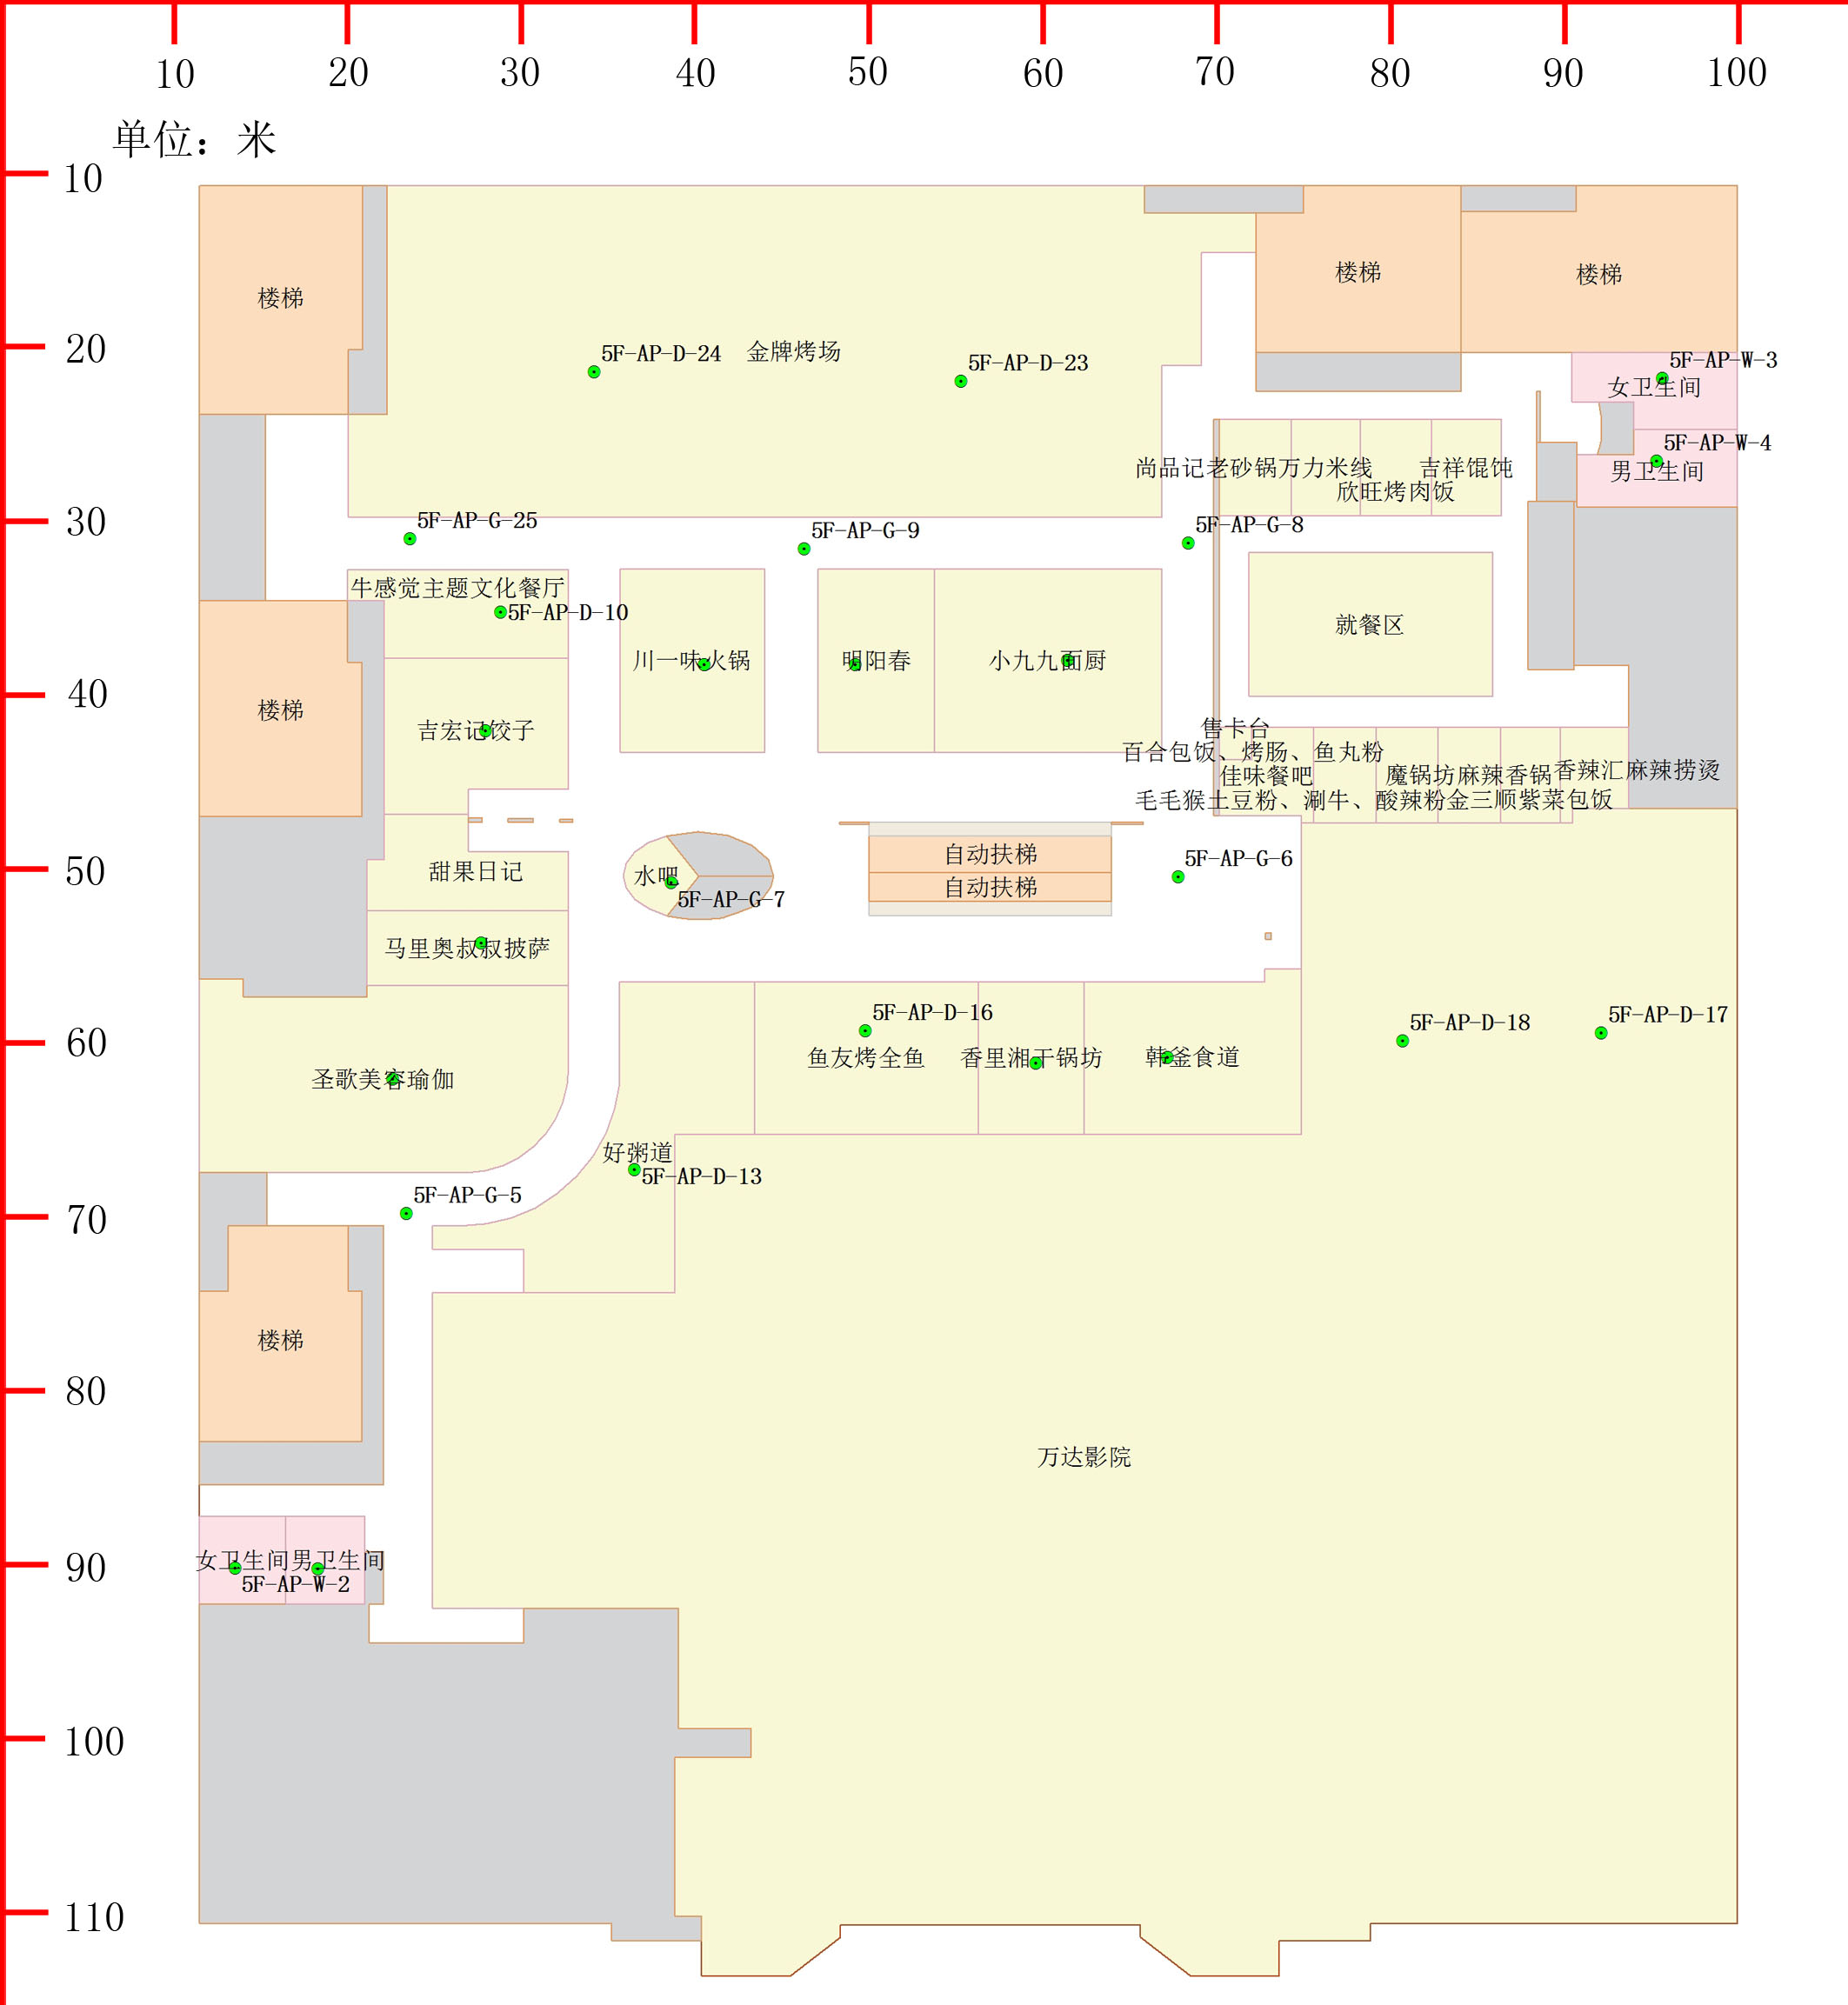 10 20 30 40 50 60 70 80 90 100
单位：米
10
楼梯
楼梯
楼梯
20
5F-AP-D-24
金牌烤场
5F-AP-D-23
5F-AP-W-3
女卫生间
5F-AP-W-4
尚品记老砂锅万力米线
吉祥馄饨
男卫生间
欣旺烤肉饭
30
5F-AP-G-25
5F-AP-G-9
5F-AP-G-8
牛感觉主题文化餐厅
5F-AP-D-10
就餐区
川一味火锅
明阳春
小九九面厨
40
楼梯
吉宏记饺子
售卡台
百合包饭、烤肠、鱼丸粉
佳味餐吧
魔锅坊麻辣香锅
香辣汇麻辣捞烫
毛毛猴土豆粉、涮牛、酸辣粉金三顺紫菜包饭
自动扶梯
5F-AP-G-6
50
甜果日记
水吧
自动扶梯
5F-AP-G-7
马里奥叔叔披萨
5F-AP-D-16
5F-AP-D-18
5F-AP-D-17
60
鱼友烤全鱼
香里湘干锅坊
韩釜食道
圣歌美容瑜伽
好粥道
5F-AP-D-13
5F-AP-G-5
70
楼梯
80
万达影院
90
女卫生间
男卫生间
5F-AP-W-2
100
110